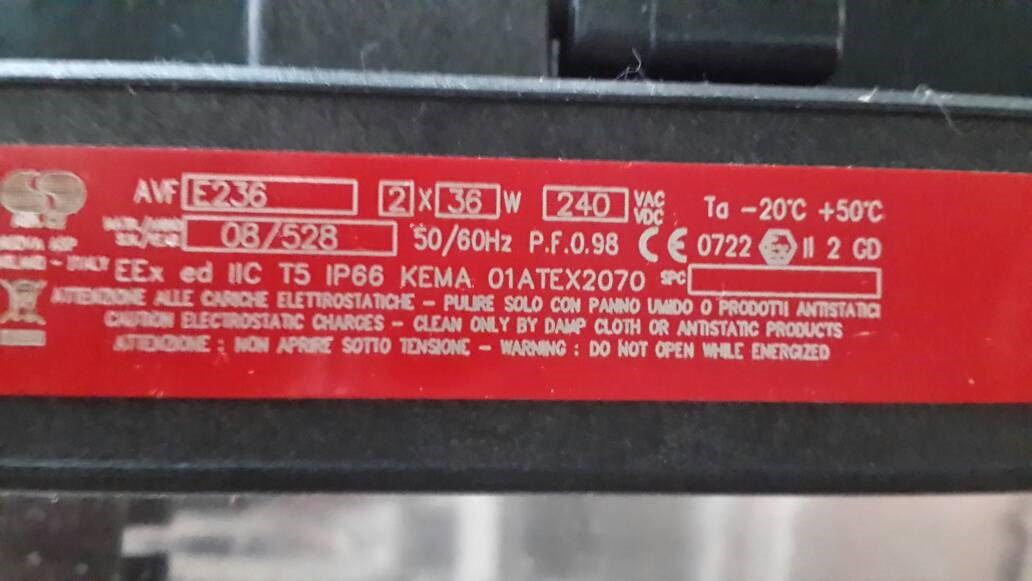 AVF E236 2 X 36 W 240 VAC VDC Ta -20°C +50°C
08/528 50/60Hz P.F.0.98 CE 0722 Ex II 2 GD
EEx ed IIC T5 IP66 KEMA 01ATEX2070 SPC
ATTENZIONE ALLE CARICHE ELETTROSTATICHE - PULIRE SOLO CON PANNO UMIDO O PRODOTTI ANTISTATICI
CAUTION ELECTROSTATIC CHARGES - CLEAN ONLY BY DAMP CLOTH OR ANTISTATIC PRODUCTS
ATTENZIONE : NON APRIRE SOTTO TENSIONE - WARNING : DO NOT OPEN WHILE ENERGIZED